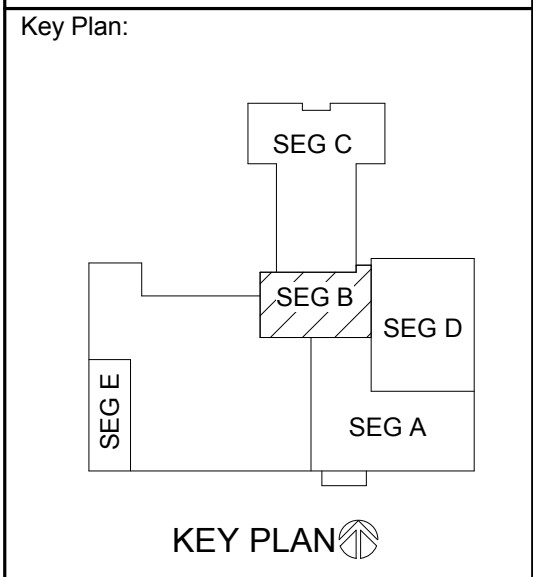 Key Plan:
SEG C
SEG B
SEG D
SEG E
SEG A
KEY PLAN